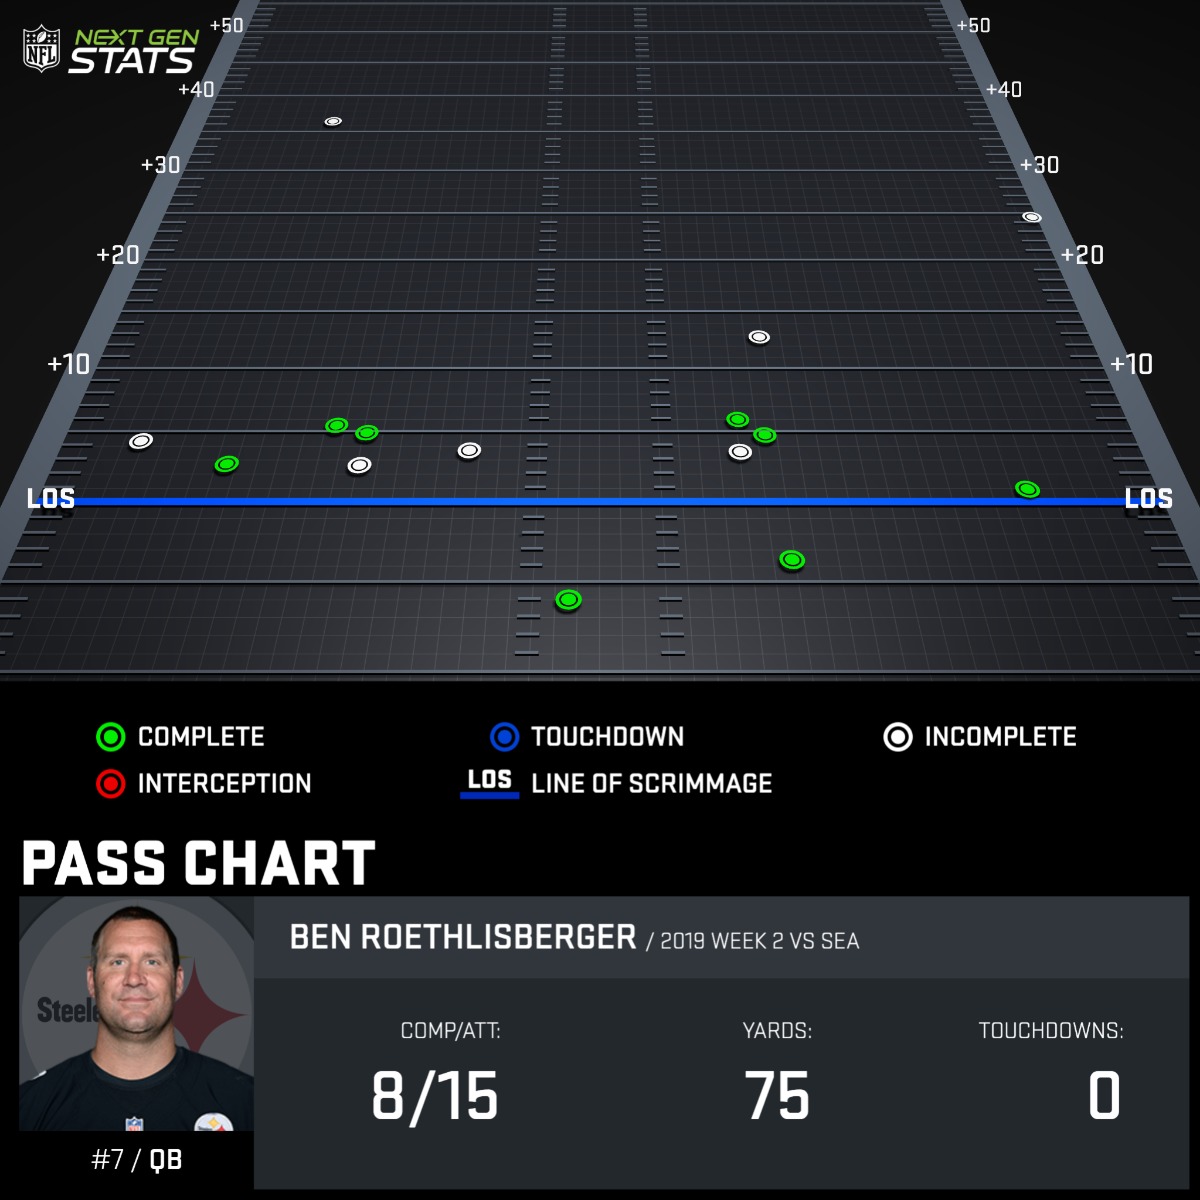 +50 +50
NFL NEXT GEN
STATS
+40 +40
+30 +30
+20 +20
+10 +10
LOS LOS
COMPLETE TOUCHDOWN INCOMPLETE
INTERCEPTION LOS LINE OF SCRIMMAGE
PASS CHART
BEN ROETHLISBERGER / 2019 WEEK 2 VS SEA
Steele
COMP/ATT: YARDS: TOUCHDOWNS:
8/15 75 0
#7 / QB